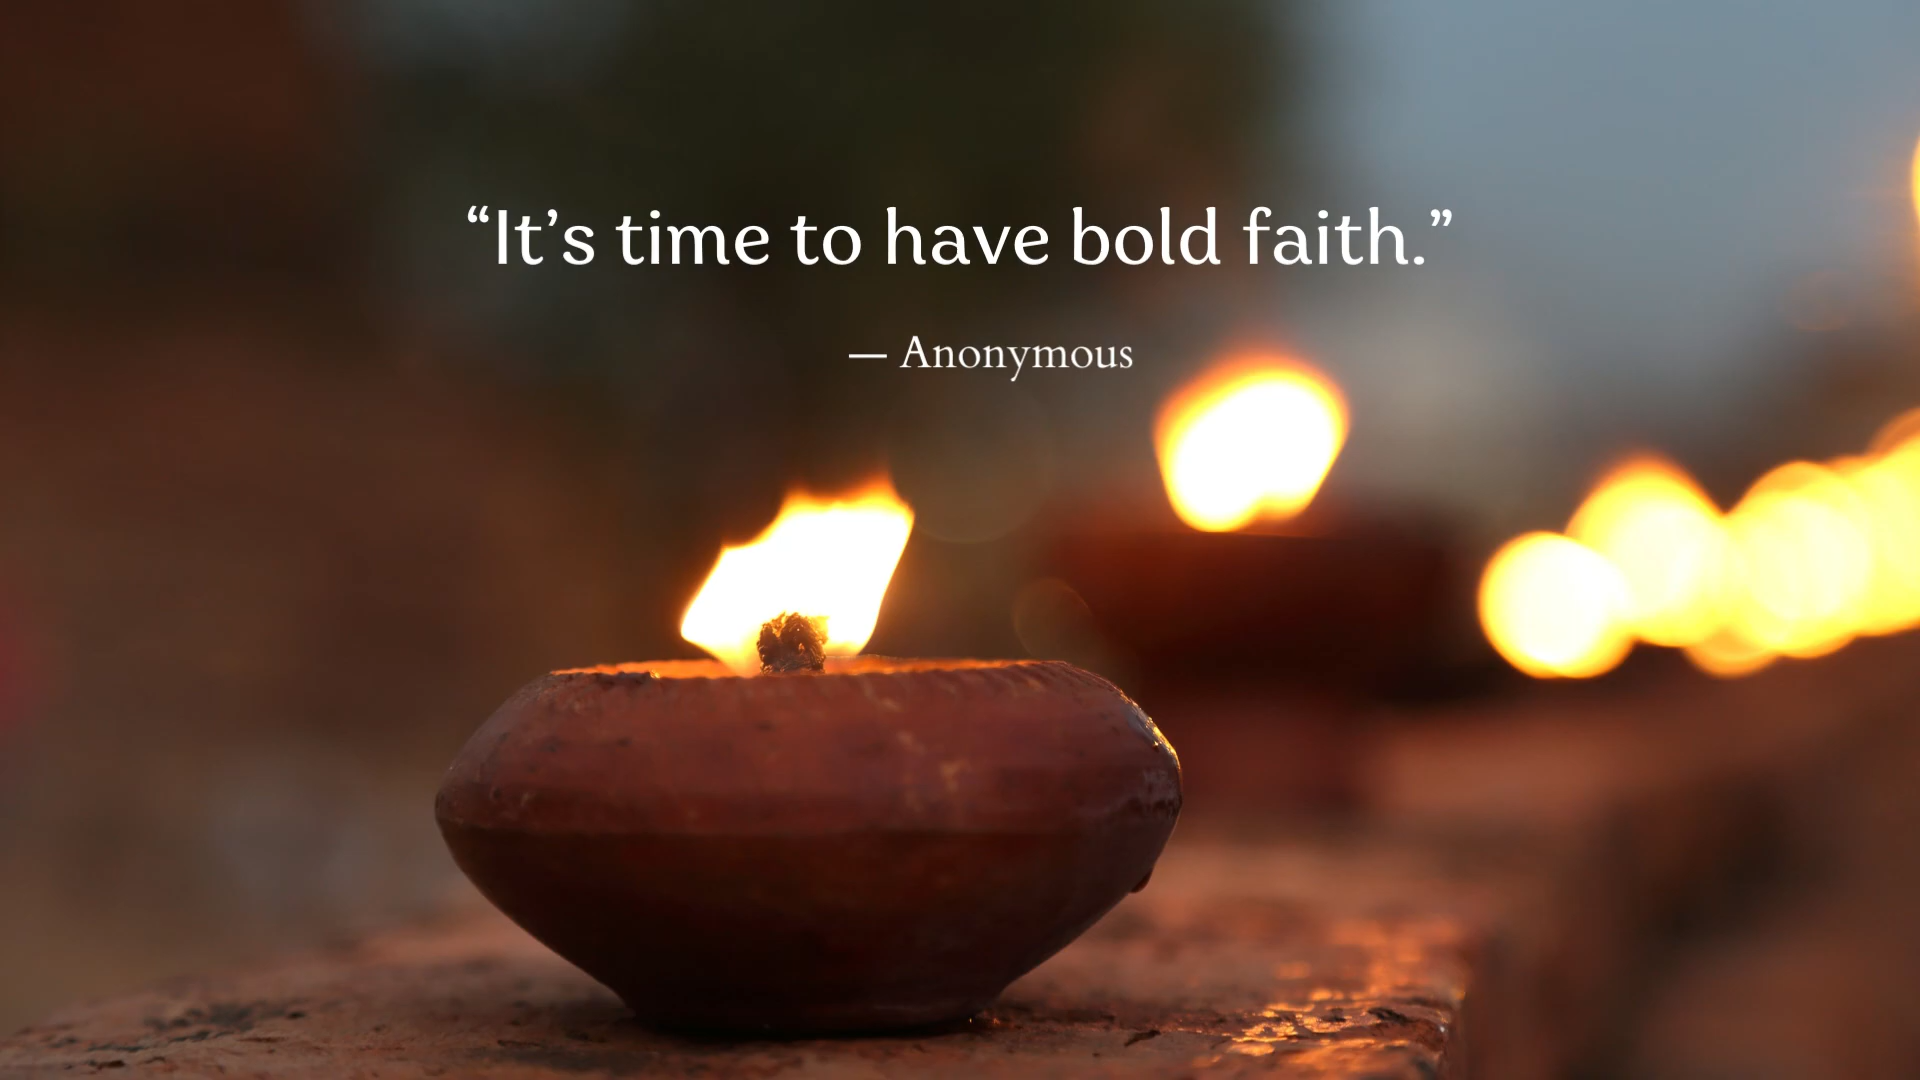 “It’s time to have bold faith.”
— Anonymous